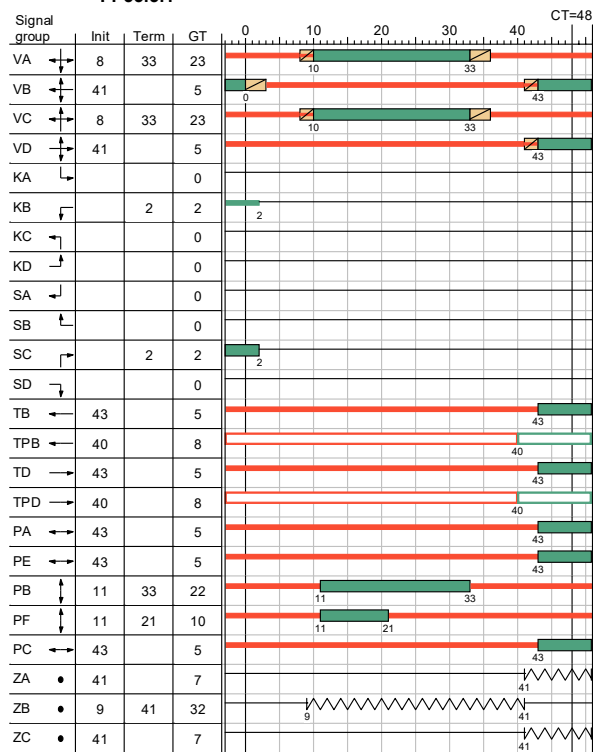 CT=48
Signal
group Init Term GT 0 10 20 30 40
VA 8 33 23 10 33
VB 41 5 0 43
VC 8 33 23 10 33
VD 41 5 43
KA 0
KB 2 2 2
KC 0
KD 0
SA 0
SB 0
SC 2 2 2
SD 0
TB 43 5 43
TPB 40 8 40
TD 43 5 43
TPD 40 8 40
PA 43 5 43
PE 43 5 43
PB 11 33 22 11 33
PF 11 21 10 11 21
PC 43 5 43
ZA 41 7 41
ZB 9 41 32 9 41
ZC 41 7 41